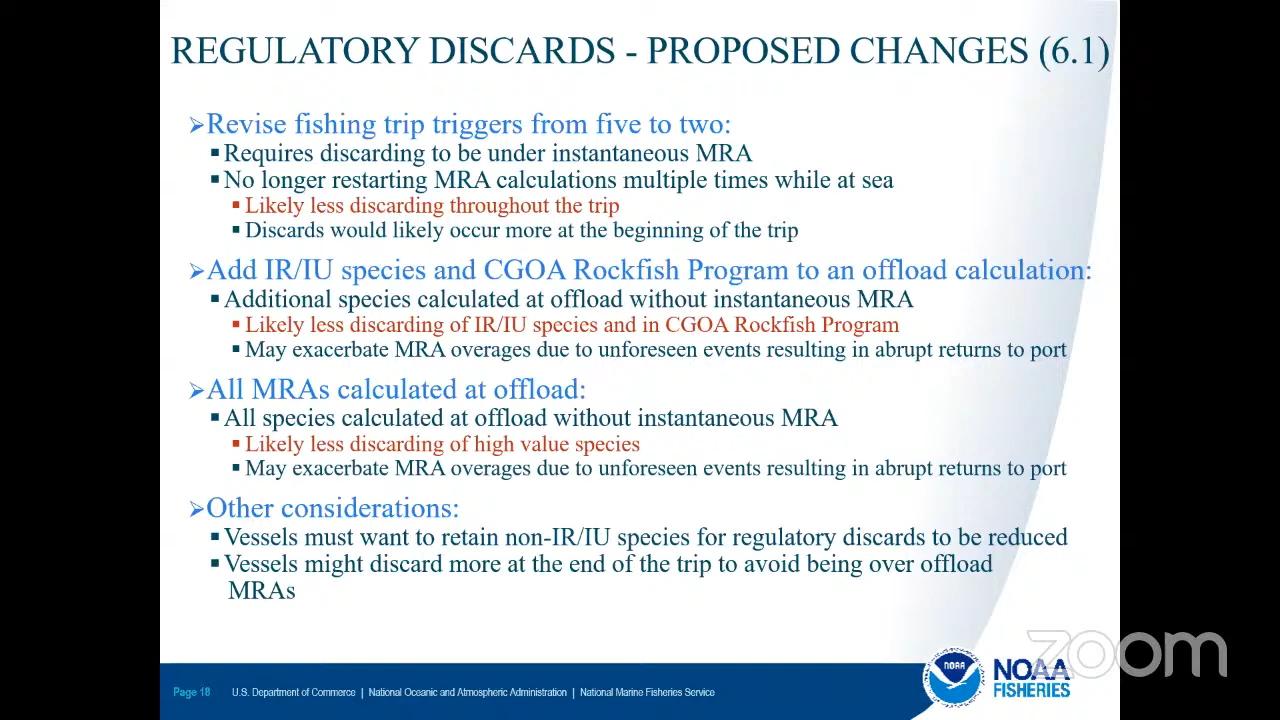 REGULATORY DISCARDS - PROPOSED CHANGES (6.1)
➢Revise fishing trip triggers from five to two:
▪Requires discarding to be under instantaneous MRA
▪No longer restarting MRA calculations multiple times while at sea
▪Likely less discarding throughout the trip
▪Discards would likely occur more at the beginning of the trip
➢Add IR/IU species and CGOA Rockfish Program to an offload calculation:
▪Additional species calculated at offload without instantaneous MRA
▪Likely less discarding of IR/IU species and in CGOA Rockfish Program
▪May exacerbate MRA overages due to unforeseen events resulting in abrupt returns to port
➢All MRAs calculated at offload:
▪All species calculated at offload without instantaneous MRA
▪Likely less discarding of high value species
▪May exacerbate MRA overages due to unforeseen events resulting in abrupt returns to port
➢Other considerations:
▪Vessels must want to retain non-IR/IU species for regulatory discards to be reduced
▪Vessels might discard more at the end of the trip to avoid being over offload
MRAs
zoom
NOAA
NOAA
FISHERIES
Page 18 U.S. Department of Commerce | National Oceanic and Atmospheric Administration | National Marine Fisheries Service